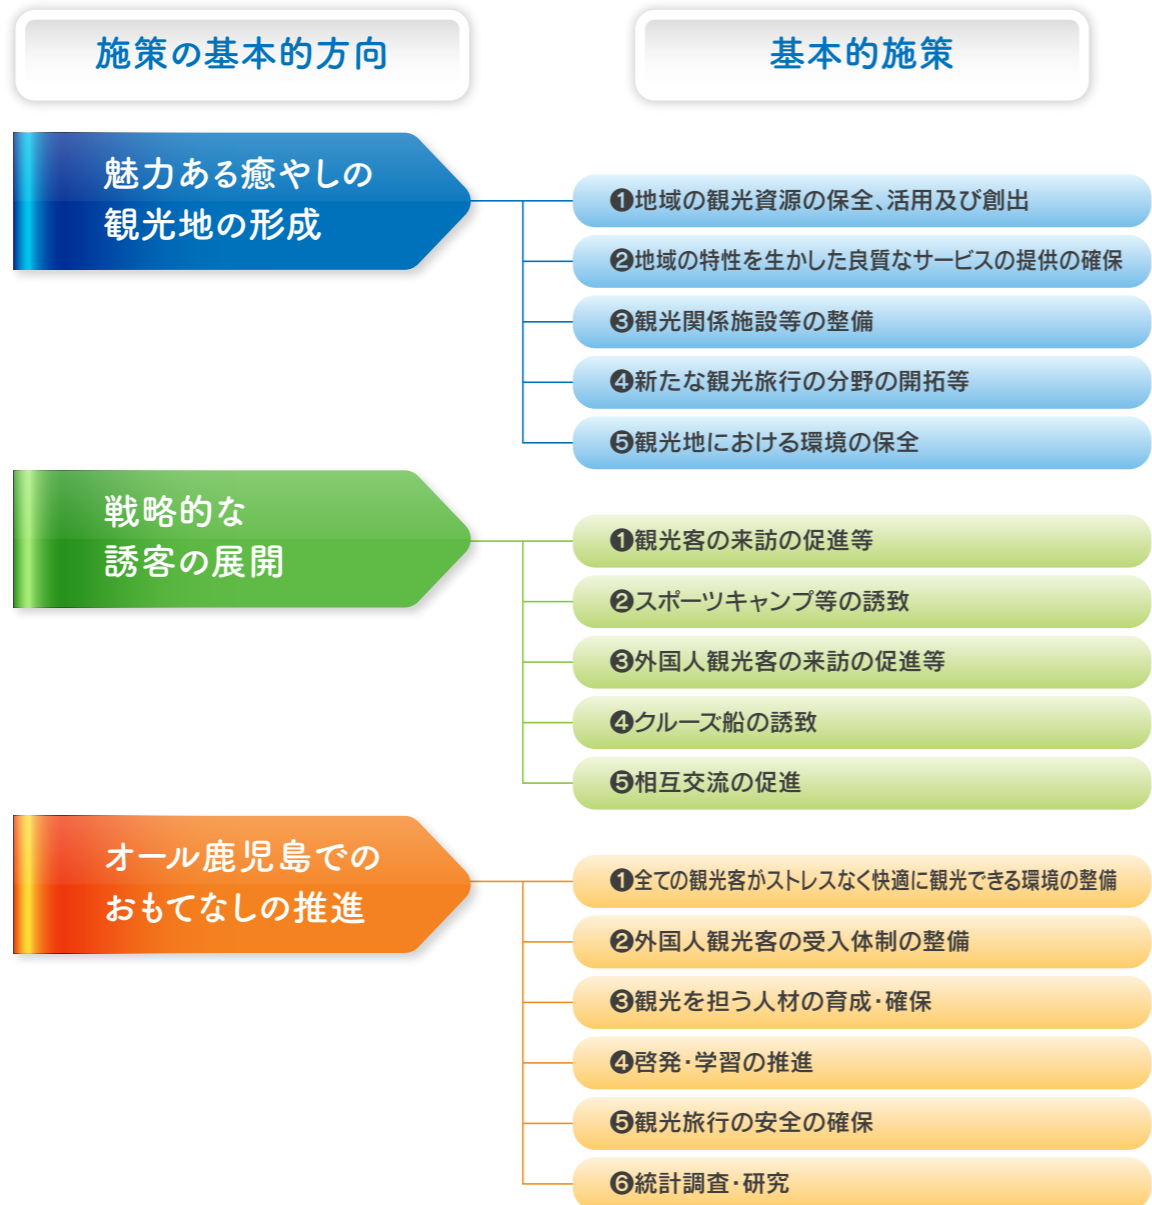 施策の基本的方向
基本的施策
魅力ある癒やしの
観光地の形成
❶地域の観光資源の保全、活用及び創出
❷地域の特性を生かした良質なサービスの提供の確保
❸観光関係施設等の整備
❹新たな観光旅行の分野の開拓等
❺観光地における環境の保全
戦略的な
誘客の展開
❶観光客の来訪の促進等
❷スポーツキャンプ等の誘致
❸外国人観光客の来訪の促進等
❹クルーズ船の誘致
❺相互交流の促進
オール鹿児島での
おもてなしの推進
❶全ての観光客がストレスなく快適に観光できる環境の整備
❷外国人観光客の受入体制の整備
❸観光を担う人材の育成・確保
❹啓発・学習の推進
❺観光旅行の安全の確保
❻統計調査・研究